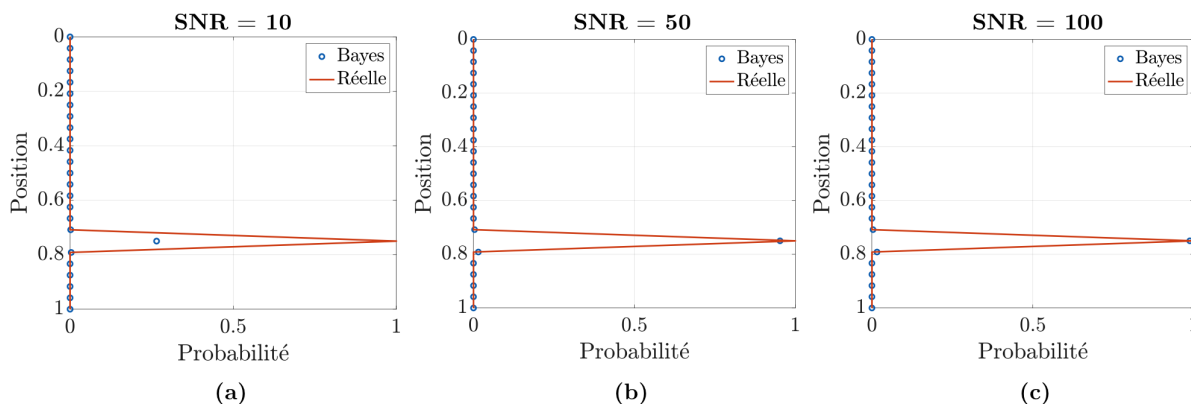 SNR = 10
0
0.2
0.4
0.6
0.8
1
Position
Bayes
Réelle
0
0.5
1
Probabilité
(a)
SNR = 50
0
0.2
0.4
0.6
0.8
1
Position
Bayes
Réelle
0
0.5
1
Probabilité
(b)
SNR = 100
0
0.2
0.4
0.6
0.8
1
Position
Bayes
Réelle
0
0.5
1
Probabilité
(c)